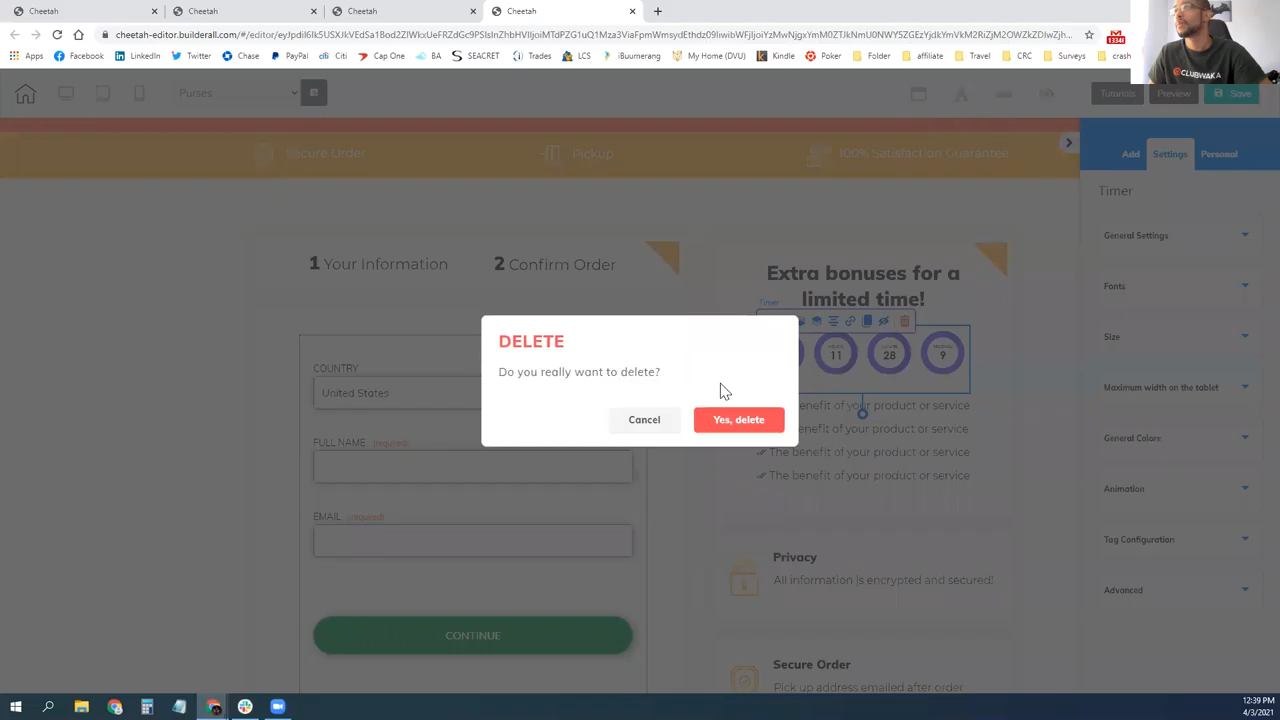 Cheetah
Cheetah
Cheetah
Cheetah
Apps
Facebook
LinkedIn
Twitter
Chase
PayPal
Citi
Cap One
BA
SEACRET
Trades
LCS
iBuumerang
My Home (DVU)
Kindle
Poker
Folder
affiliate
Travel
CRC
Surveys
crash
CLUBWAKA
Purses
Tutorials
Preview
Save
Secure Order
Pickup
100% Satisfaction Guarantee
Add
Settings
Personal
Timer
General Settings
Fonts
Size
Maximum width on the tablet
General Colors
Animation
Tag Configuration
Advanced
1 Your Information
2 Confirm Order
COUNTRY
United States
FULL NAME (required)
EMAIL (required)
CONTINUE
Extra bonuses for a
limited time!
Timer
11
28
9
benefit of your product or service
benefit of your product or service
The benefit of your product or service
The benefit of your product or service
Privacy
All information is encrypted and secured!
Secure Order
Pick up address emailed after order
DELETE
Do you really want to delete?
Cancel
Yes, delete
12:39 PM
4/3/2021